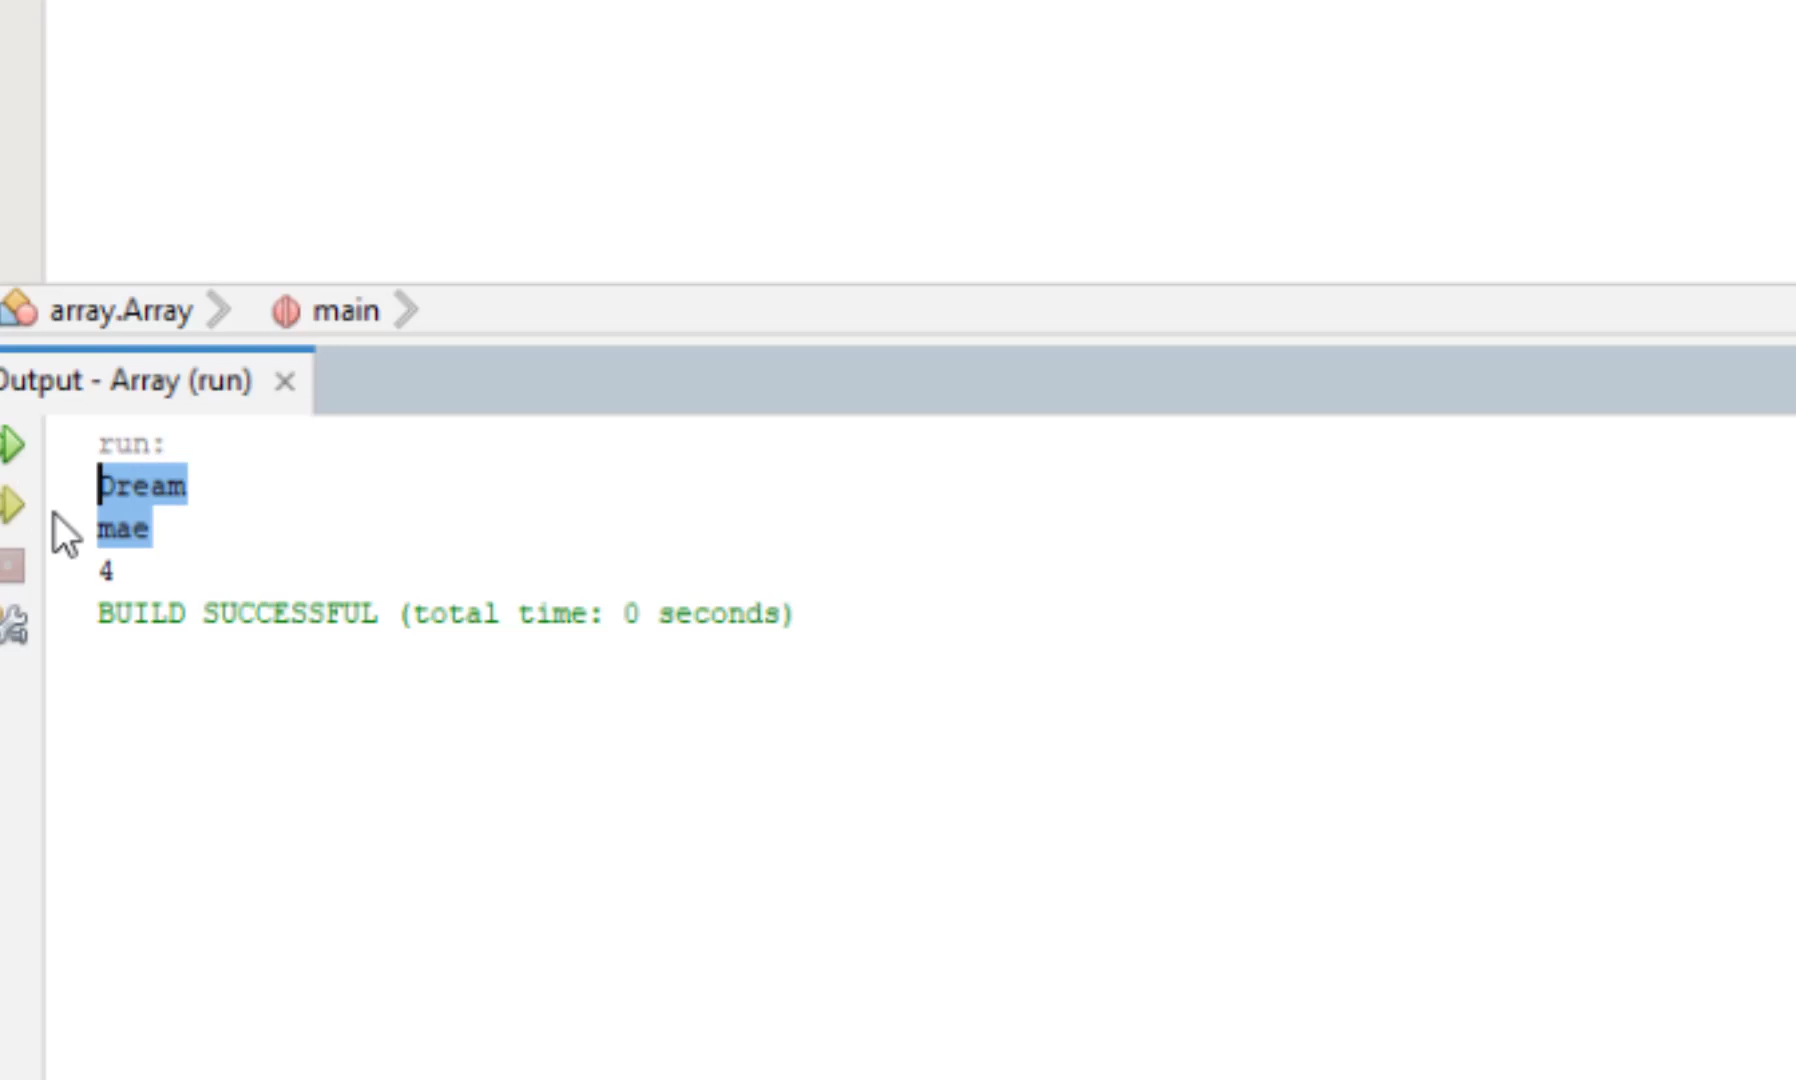 array.Array main
Output - Array (run)
run:
Dream
mae
4
BUILD SUCCESSFUL (total time: 0 seconds)